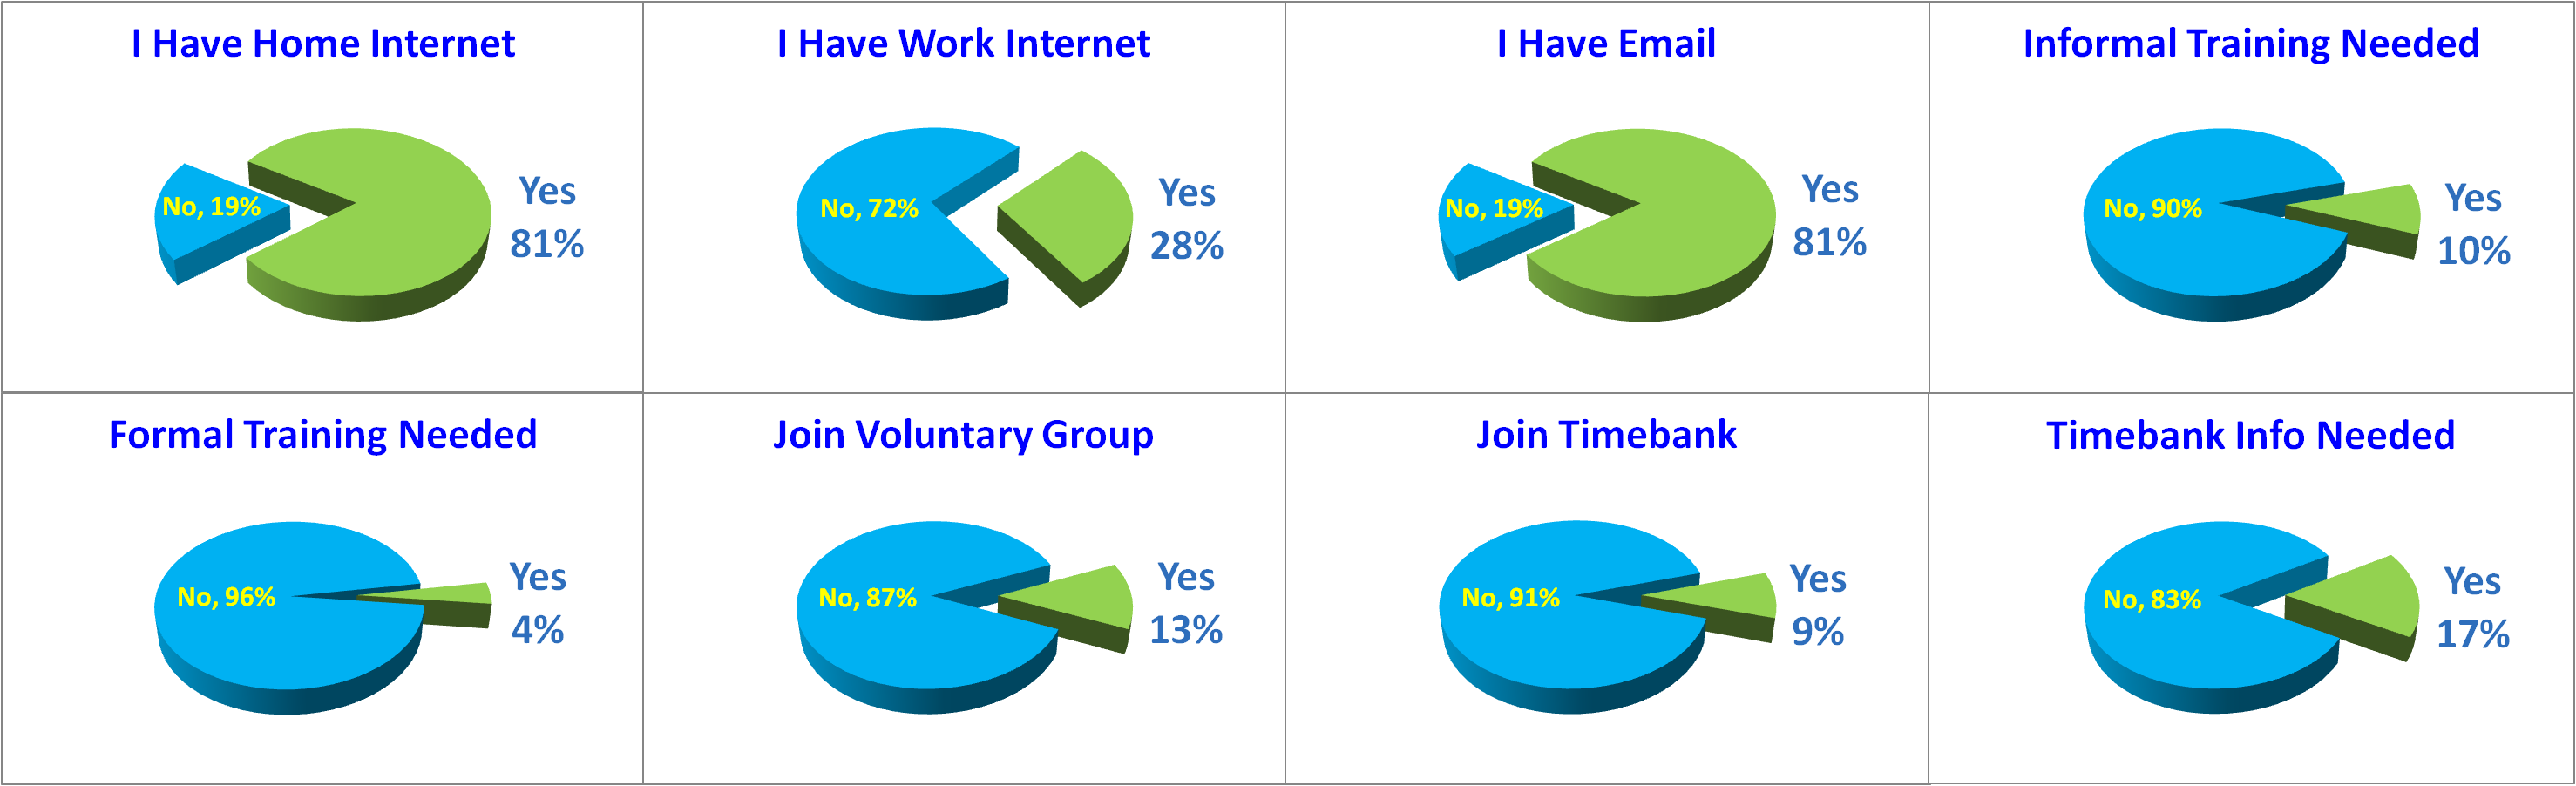 I Have Home Internet
No, 19%
Yes
81%
I Have Work Internet
No, 72%
Yes
28%
I Have Email
No, 19%
Yes
81%
Informal Training Needed
No, 90%
Yes
10%
Formal Training Needed
No, 96%
Yes
4%
Join Voluntary Group
No, 87%
Yes
13%
Join Timebank
No, 91%
Yes
9%
Timebank Info Needed
No, 83%
Yes
17%